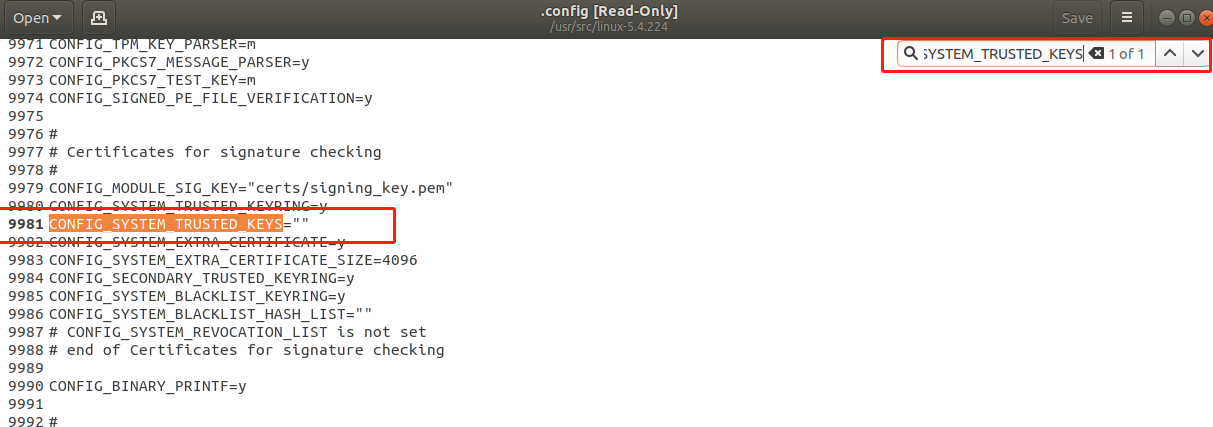 Open
.config [Read-Only]
/usr/src/linux-5.4.224
Save
SYSTEM_TRUSTED_KEYS 1 of 1
9971 CONFIG_TPM_KEY_PARSER=m
9972 CONFIG_PKCS7_MESSAGE_PARSER=y
9973 CONFIG_PKCS7_TEST_KEY=m
9974 CONFIG_SIGNED_PE_FILE_VERIFICATION=y
9975
9976 #
9977 # Certificates for signature checking
9978 #
9979 CONFIG_MODULE_SIG_KEY="certs/signing_key.pem"
9980 CONFIG_SYSTEM_TRUSTED_KEYRING=y
9981 CONFIG_SYSTEM_TRUSTED_KEYS=""
9982 CONFIG_SYSTEM_EXTRA_CERTIFICATE=y
9983 CONFIG_SYSTEM_EXTRA_CERTIFICATE_SIZE=4096
9984 CONFIG_SECONDARY_TRUSTED_KEYRING=y
9985 CONFIG_SYSTEM_BLACKLIST_KEYRING=y
9986 CONFIG_SYSTEM_BLACKLIST_HASH_LIST=""
9987 # CONFIG_SYSTEM_REVOCATION_LIST is not set
9988 # end of Certificates for signature checking
9989
9990 CONFIG_BINARY_PRINTF=y
9991
9992 #